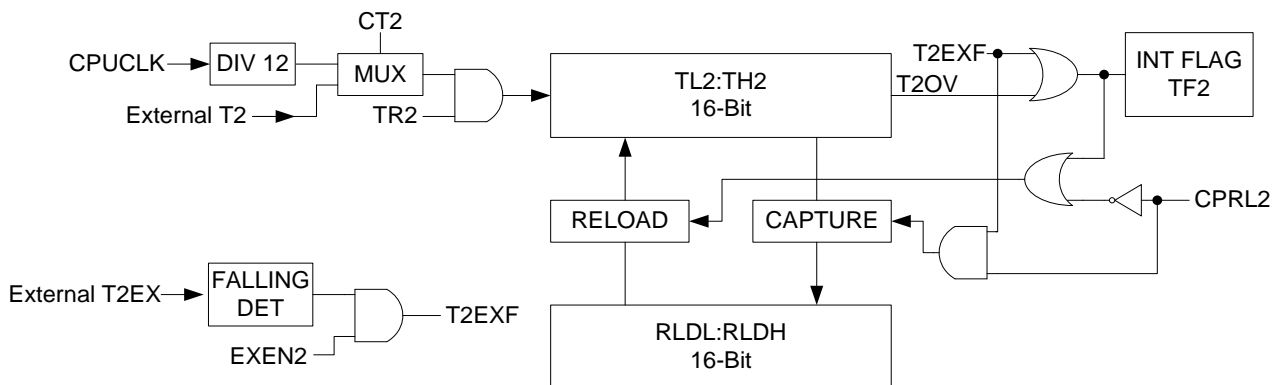 CT2
CPUCLK
DIV 12
MUX
External T2
TR2
TL2:TH2
16-Bit
T2EXF
T2OV
INT FLAG
TF2
RELOAD
CAPTURE
CPRL2
External T2EX
FALLING
DET
EXEN2
T2EXF
RLDL:RLDH
16-Bit